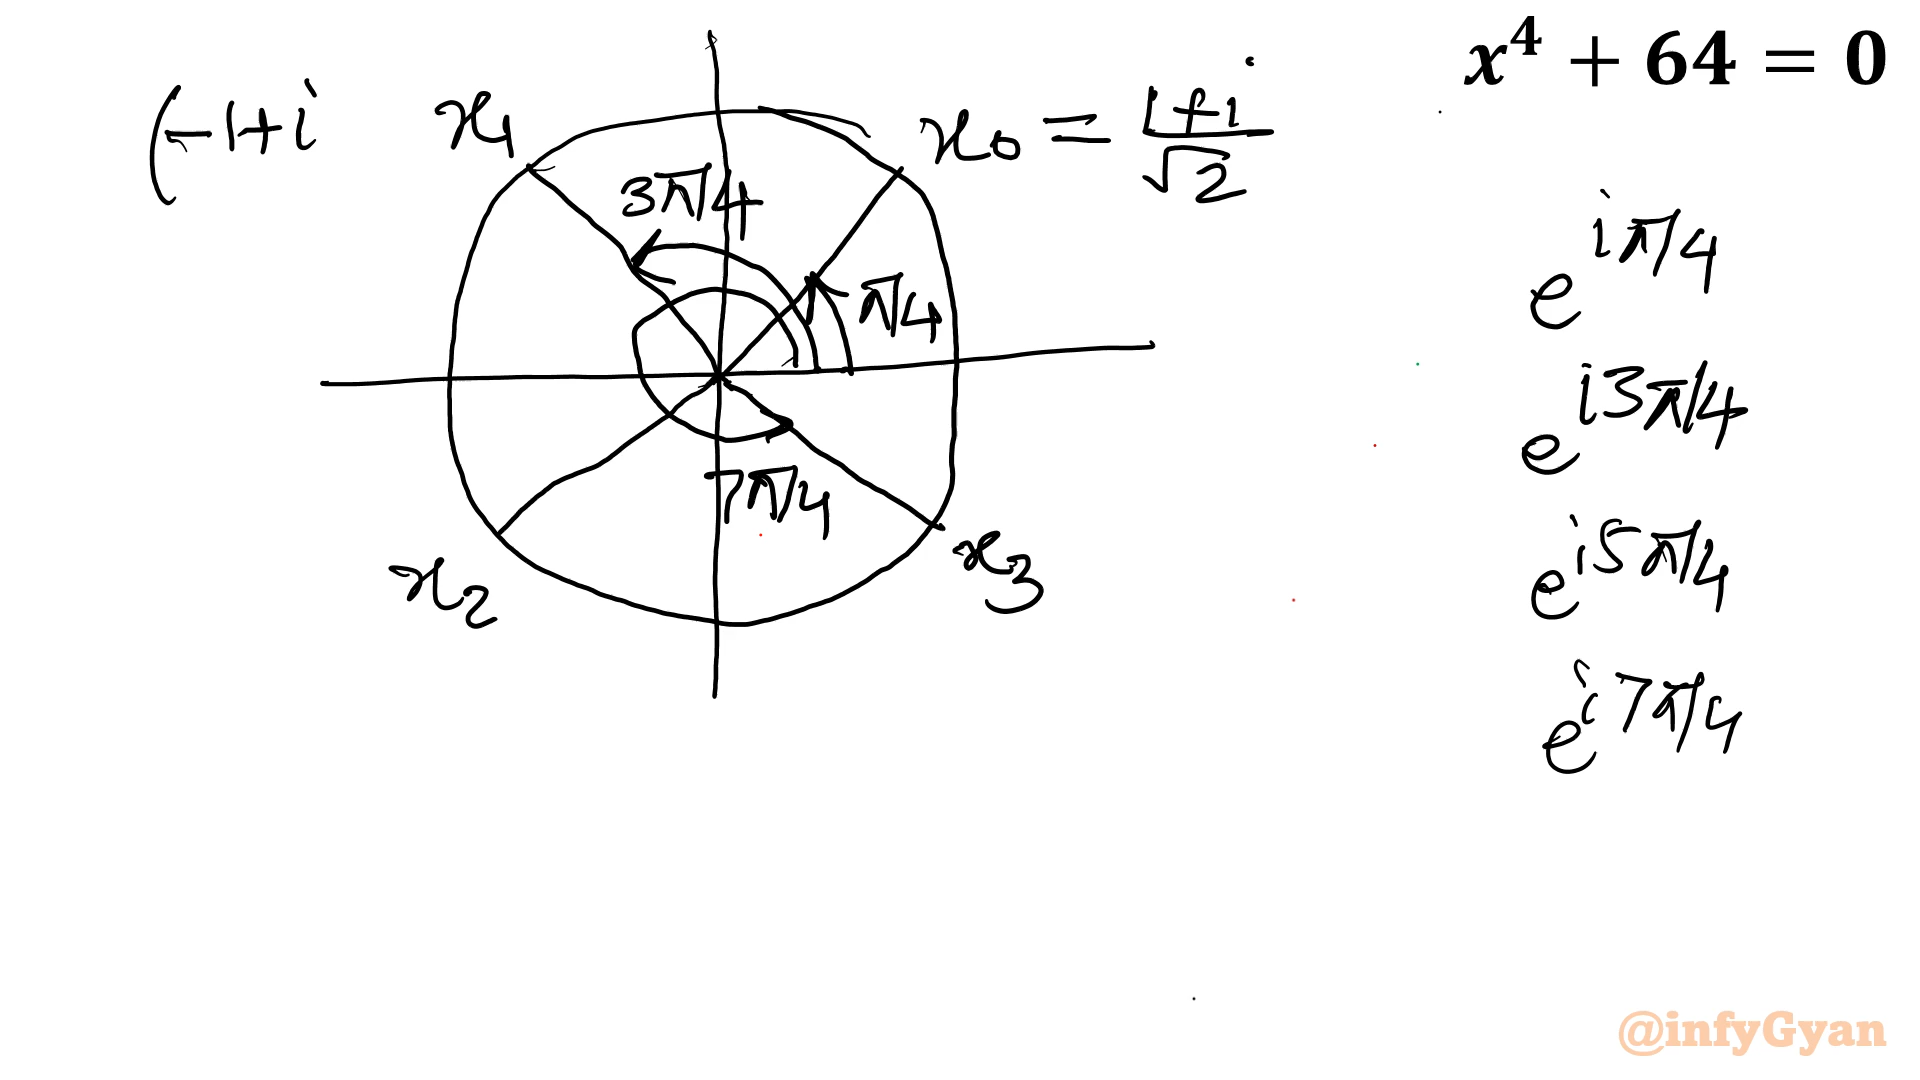 x⁴ + 64 = 0
(-1+i
x₁
x₀ = (1+i)/√2
3π/4
π/4
e^{iπ/4}
e^{i3π/4}
7π/4
x₂
x₃
e^{i5π/4}
e^{i7π/4}
@infyGyan